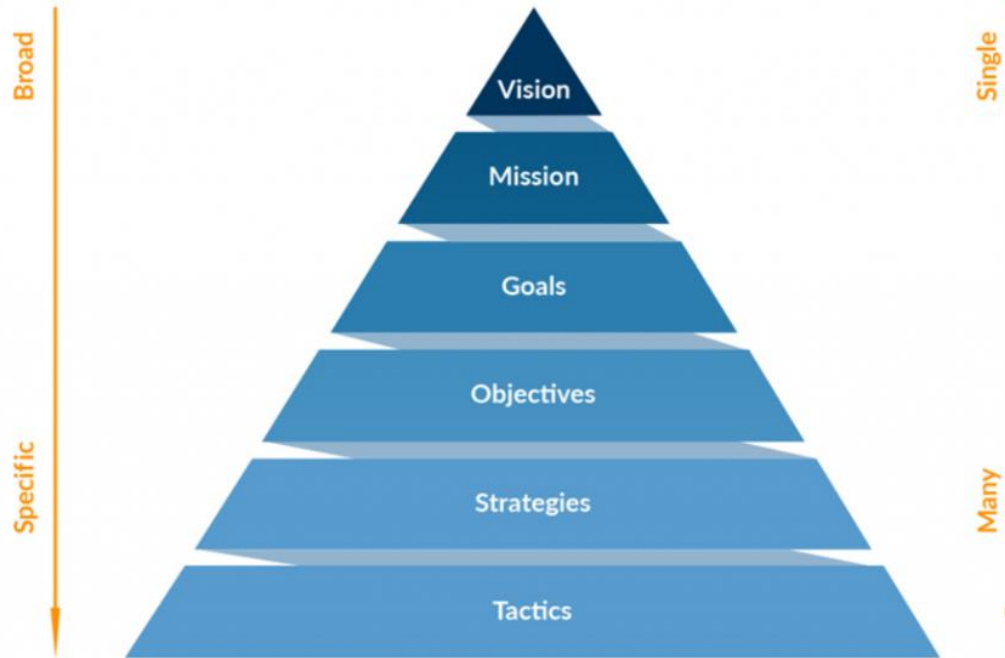 Broad
Single
Vision
Mission
Goals
Objectives
Specific
Many
Strategies
Tactics